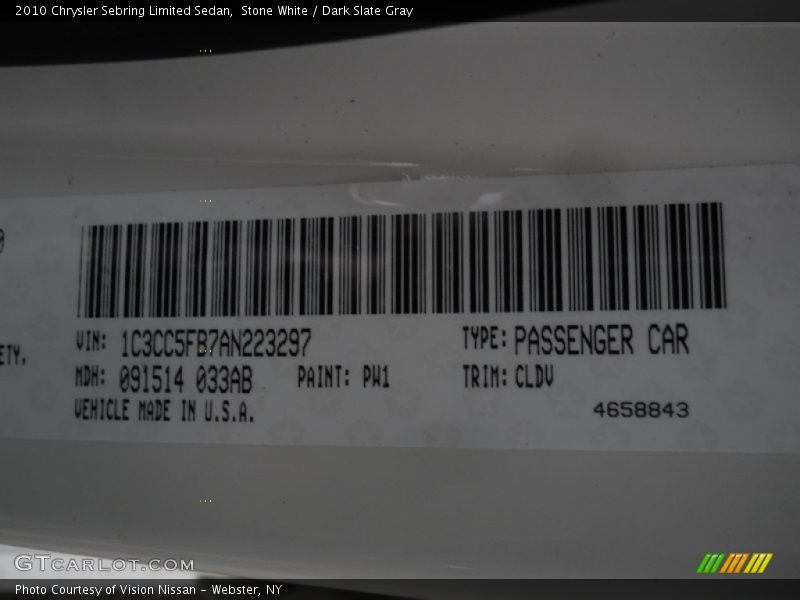 2010 Chrysler Sebring Limited Sedan, Stone White / Dark Slate Gray
ETY,
VIN: 1C3CC5FB7AN223297 TYPE: PASSENGER CAR
MDH: 091514 033AB PAINT: PW1 TRIM: CLDV
VEHICLE MADE IN U.S.A. 4658843
GTcarlot.com
Photo Courtesy of Vision Nissan - Webster, NY